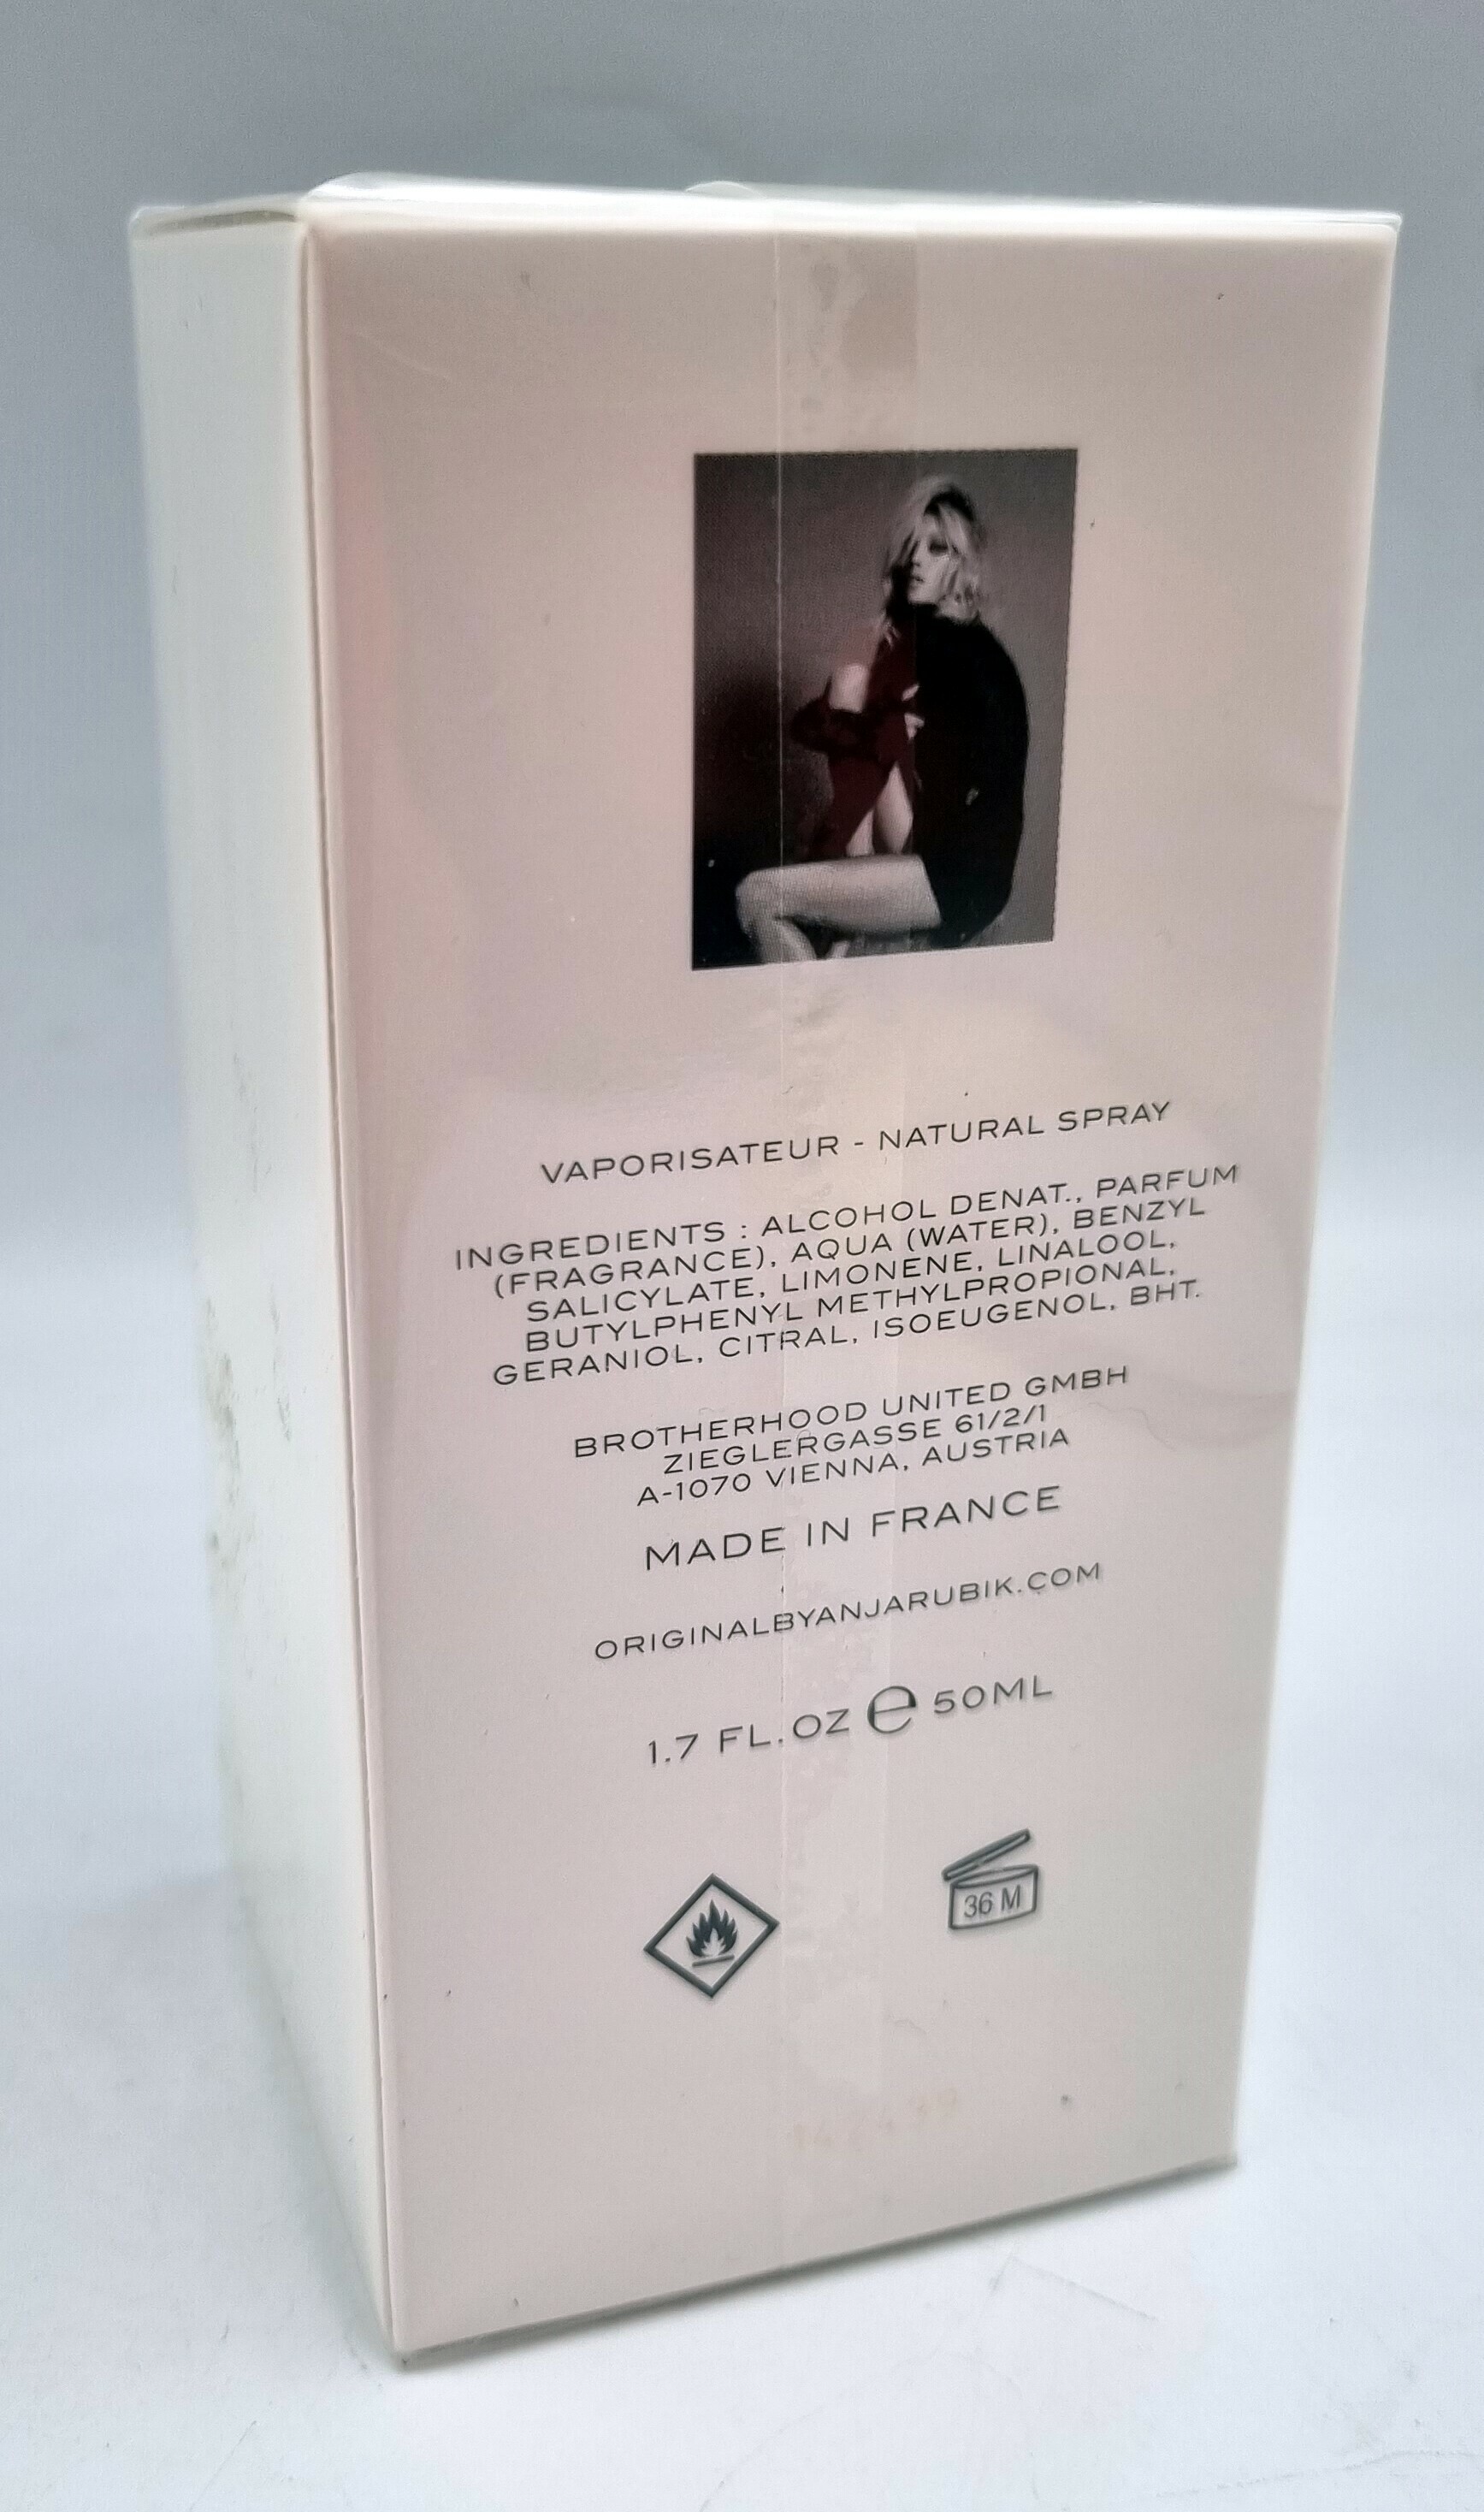 VAPORISATEUR - NATURAL SPRAY
INGREDIENTS : ALCOHOL DENAT., PARFUM
(FRAGRANCE), AQUA (WATER), BENZYL
SALICYLATE, LIMONENE, LINALOOL,
BUTYLPHENYL METHYLPROPIONAL,
GERANIOL, CITRAL, ISOEUGENOL, BHT.
BROTHERHOOD UNITED GMBH
ZIEGLERGASSE 61/2/1
A-1070 VIENNA, AUSTRIA
MADE IN FRANCE
ORIGINALBYANJARUBIK.COM
1.7 FL.OZ ℮ 50ML
36 M